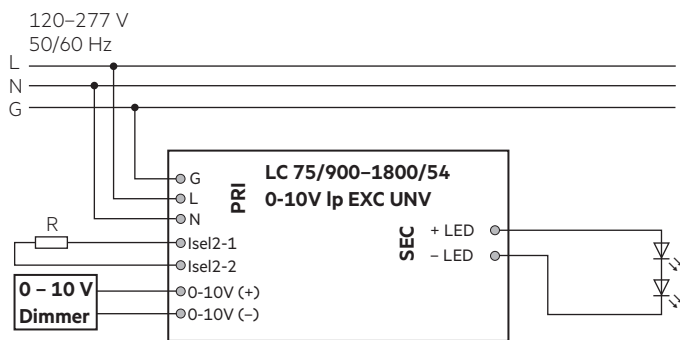 120–277 V
50/60 Hz
L
N
G
LC 75/900–1800/54
0-10V lp EXC UNV
PRI
G
L
N
R
Isel2-1
Isel2-2
0 – 10 V
Dimmer
0-10V (+)
0-10V (–)
SEC
+ LED
– LED